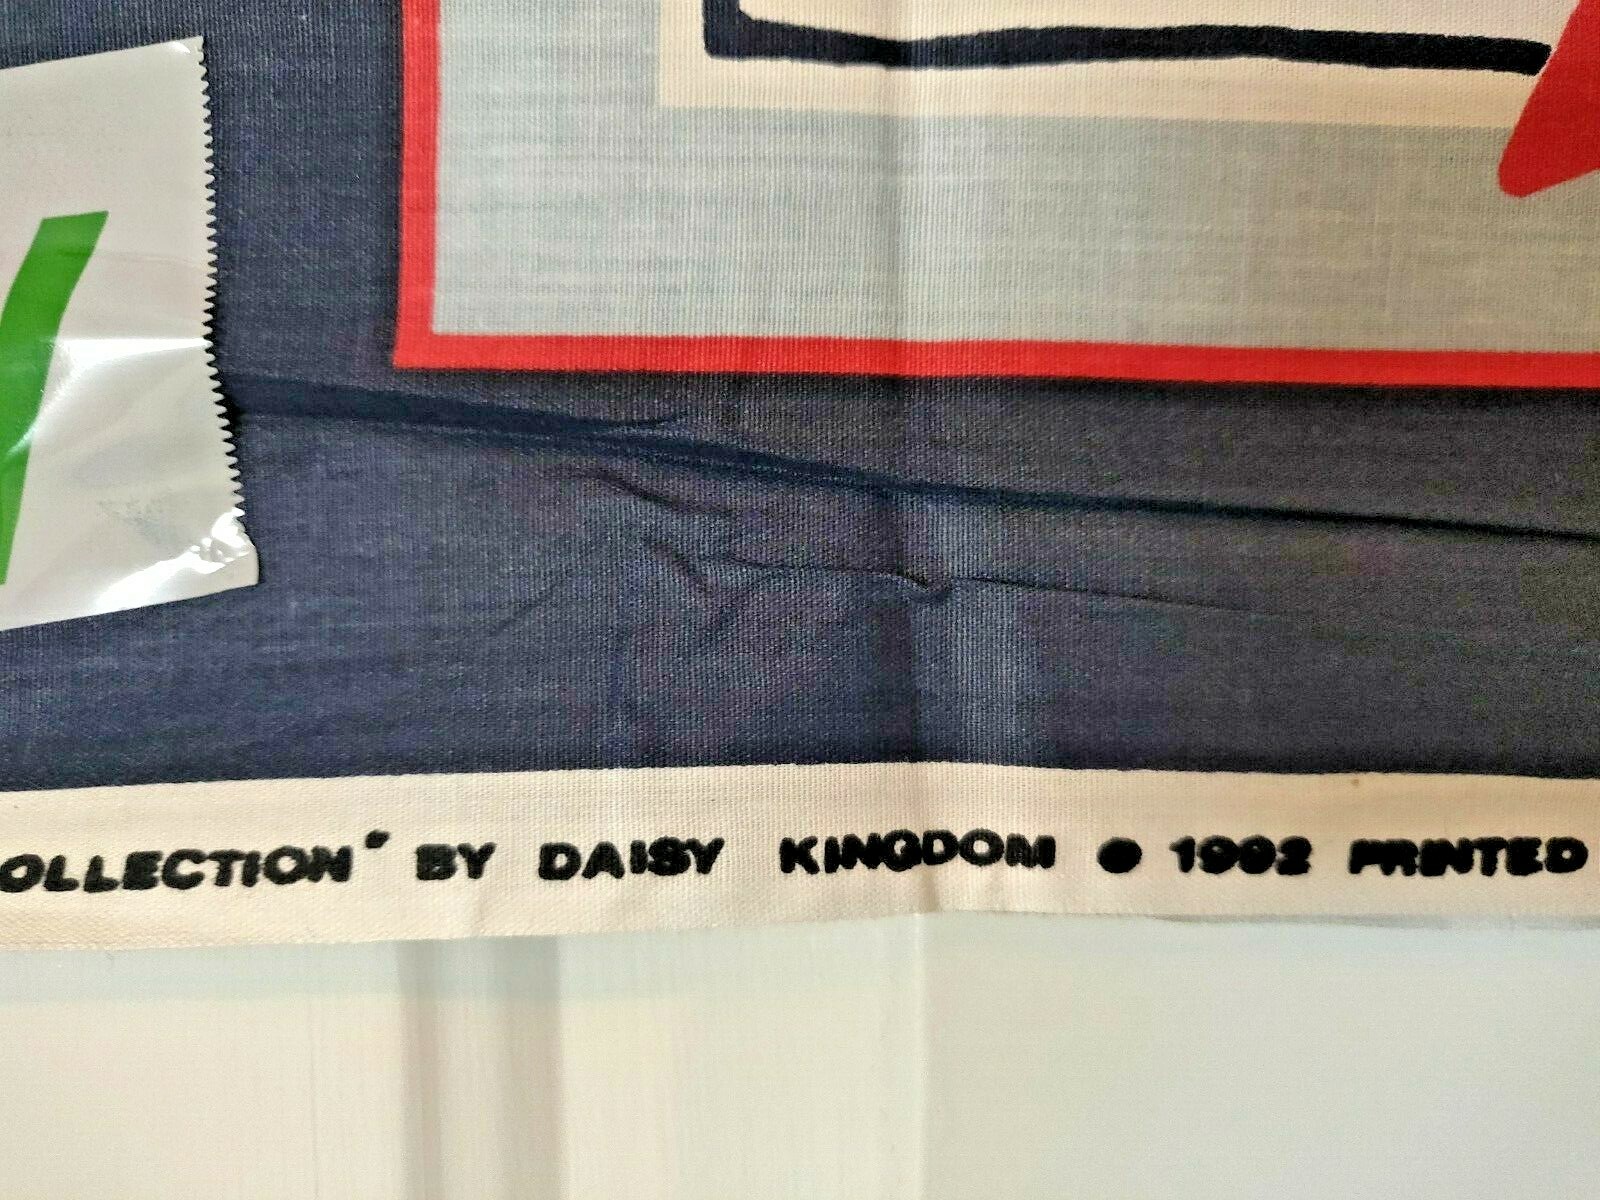 OLLECTION" BY DAISY KINGDOM © 1992 PRINTED